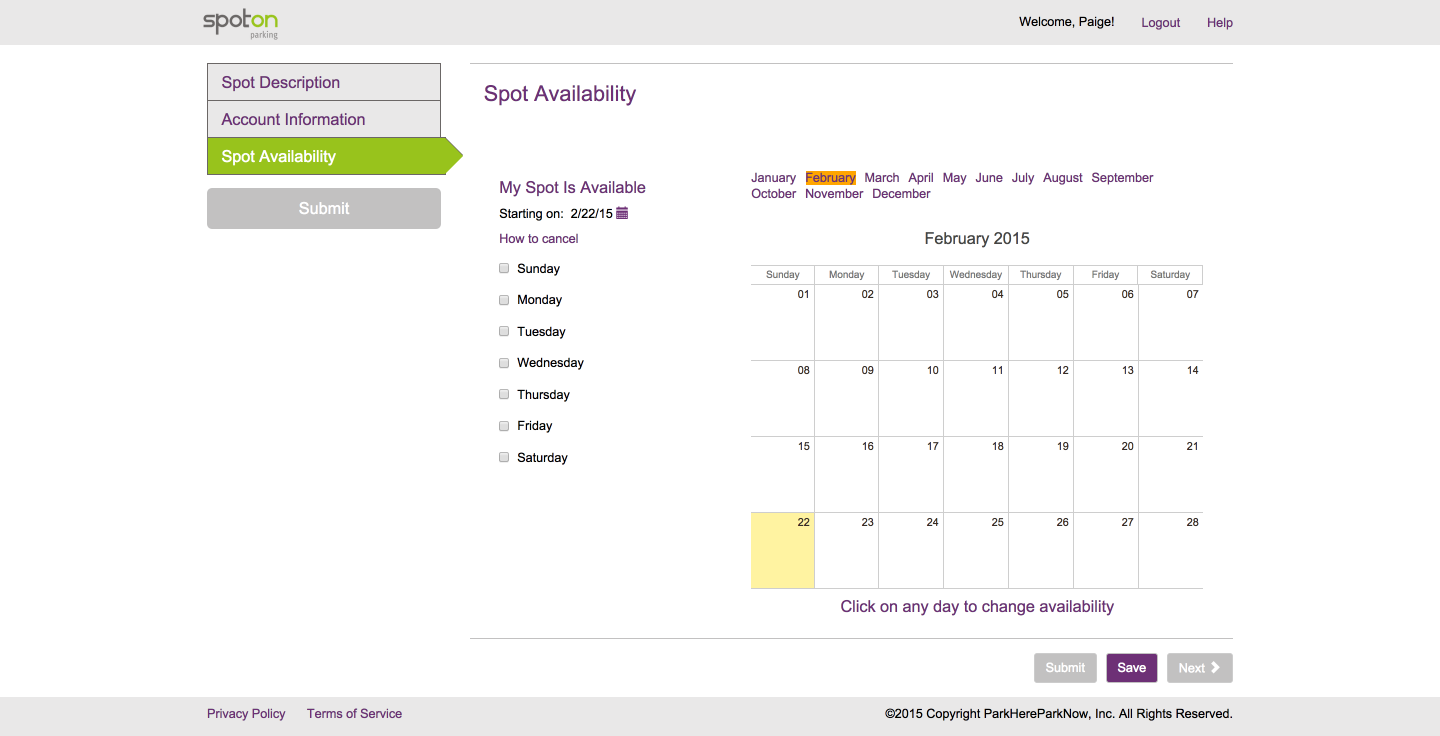 spoton
parking
Welcome, Paige! Logout Help
Spot Description
Account Information
Spot Availability
Submit
Spot Availability
My Spot Is Available
Starting on: 2/22/15
How to cancel
Sunday
Monday
Tuesday
Wednesday
Thursday
Friday
Saturday
January February March April May June July August September
October November December
February 2015
Sunday Monday Tuesday Wednesday Thursday Friday Saturday
01 02 03 04 05 06 07
08 09 10 11 12 13 14
15 16 17 18 19 20 21
22 23 24 25 26 27 28
Click on any day to change availability
Submit Save Next
Privacy Policy Terms of Service ©2015 Copyright ParkHereParkNow, Inc. All Rights Reserved.